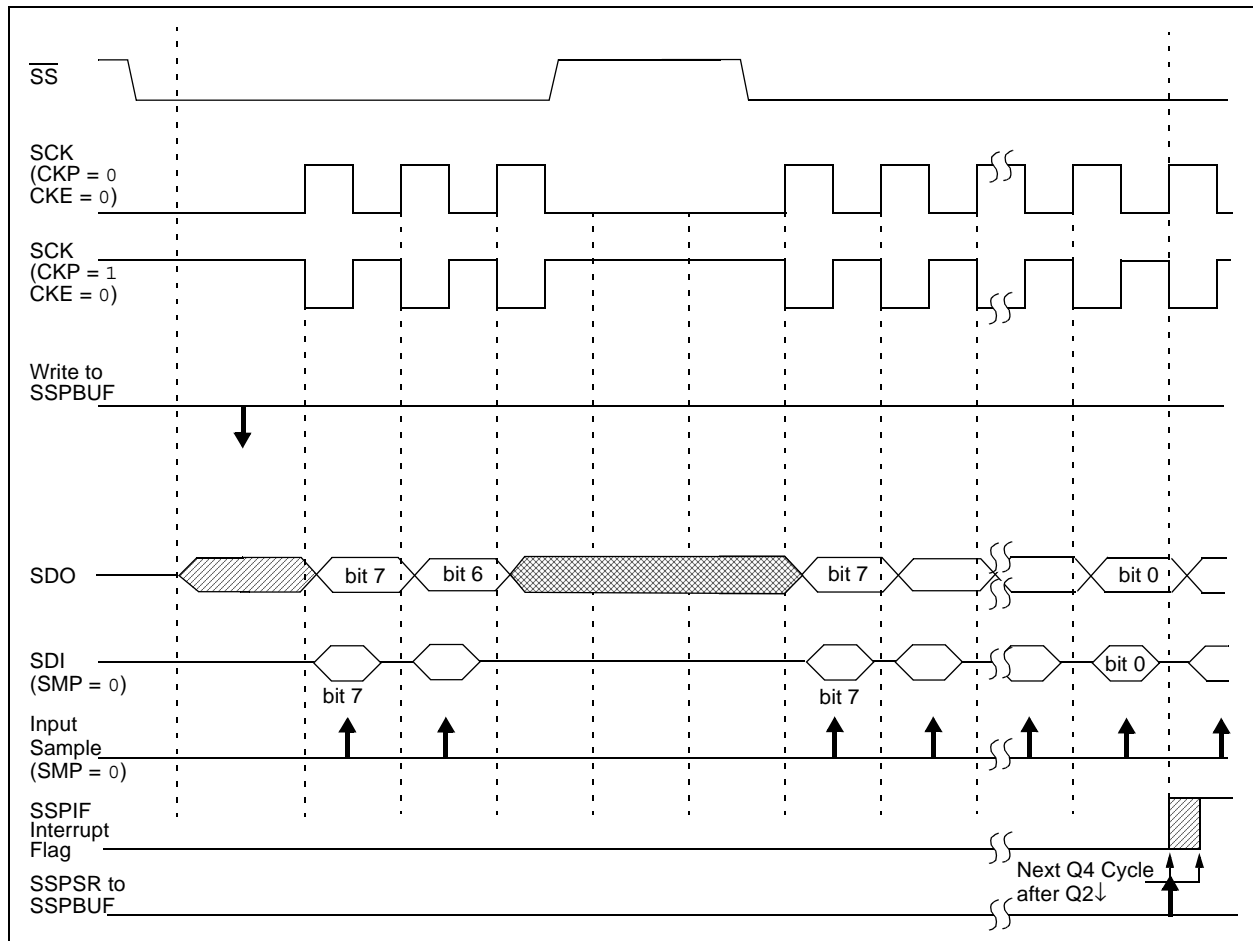 SS
SCK
(CKP = 0
CKE = 0)
SCK
(CKP = 1
CKE = 0)
Write to
SSPBUF
SDO
bit 7
bit 6
bit 7
bit 0
SDI
(SMP = 0)
bit 7
bit 7
bit 0
Input
Sample
(SMP = 0)
SSPIF
Interrupt
Flag
Next Q4 Cycle
after Q2↓
SSPSR to
SSPBUF